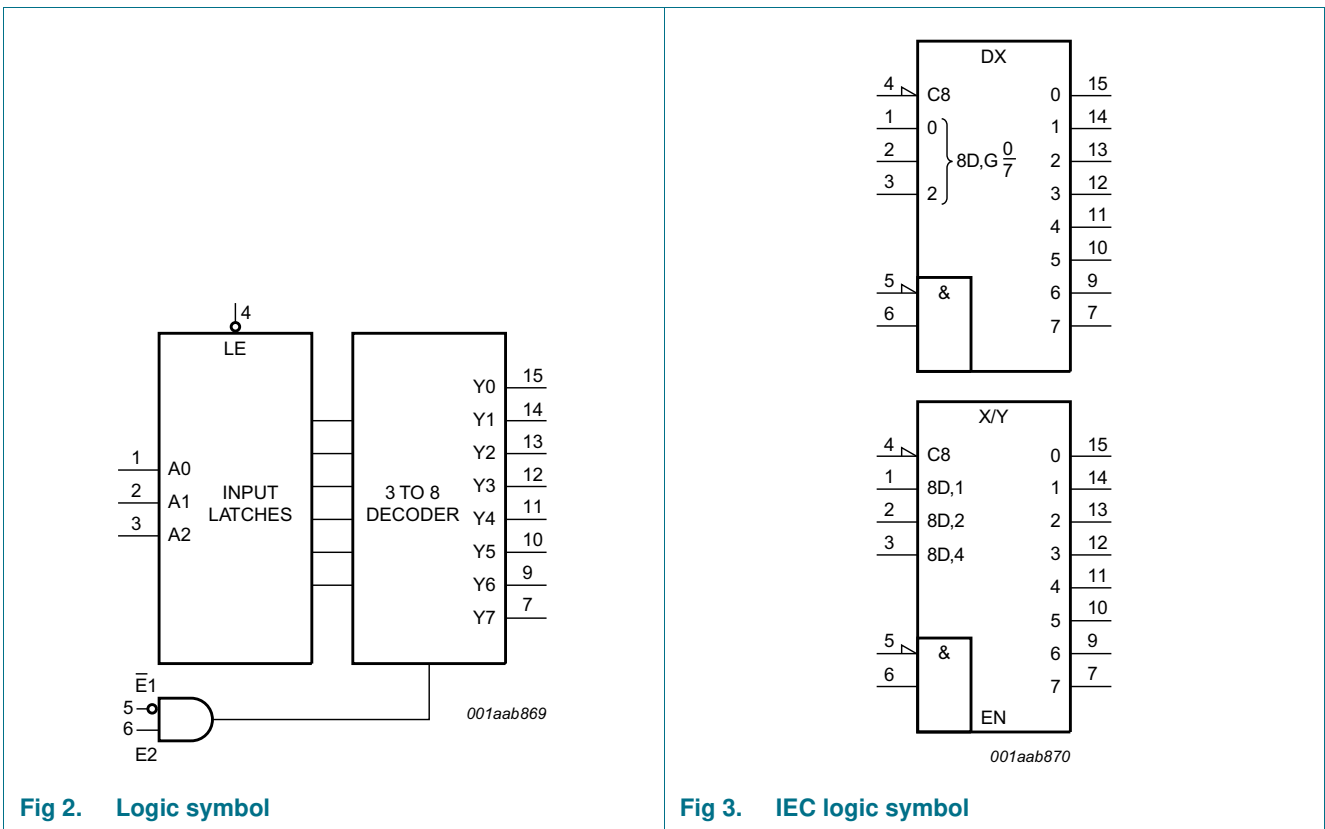 4
LE
1
A0
2
A1
3
A2
INPUT
LATCHES
3 TO 8
DECODER
Y0
15
Y1
14
Y2
13
Y3
12
Y4
11
Y5
10
Y6
9
Y7
7
E̅1
5
6
E2
001aab869
Fig 2. Logic symbol
DX
4
C8
1
0
2
3
2
8D,G 0/7
5
6
&
0
15
1
14
2
13
3
12
4
11
5
10
6
9
7
7
X/Y
4
C8
1
8D,1
2
8D,2
3
8D,4
5
6
&
EN
0
15
1
14
2
13
3
12
4
11
5
10
6
9
7
7
001aab870
Fig 3. IEC logic symbol